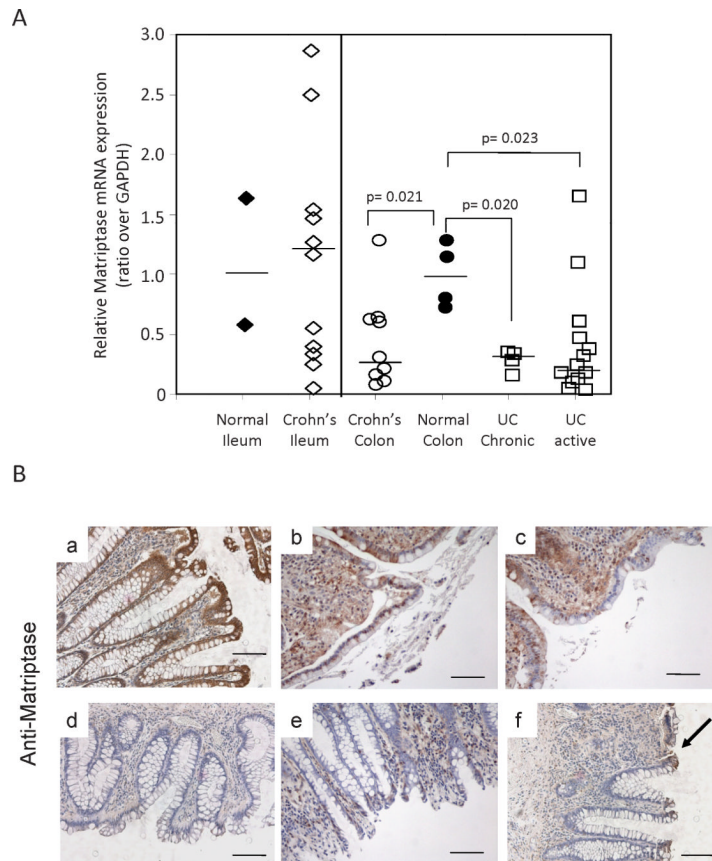 A
Relative Matriptase mRNA expression
(ratio over GAPDH)
3.0
2.5
2.0
1.5
1.0
0.5
0
p= 0.023
p= 0.021
p= 0.020
Normal Ileum
Crohn's Ileum
Crohn's Colon
Normal Colon
UC Chronic
UC active
B
Anti-Matriptase
a
b
c
d
e
f